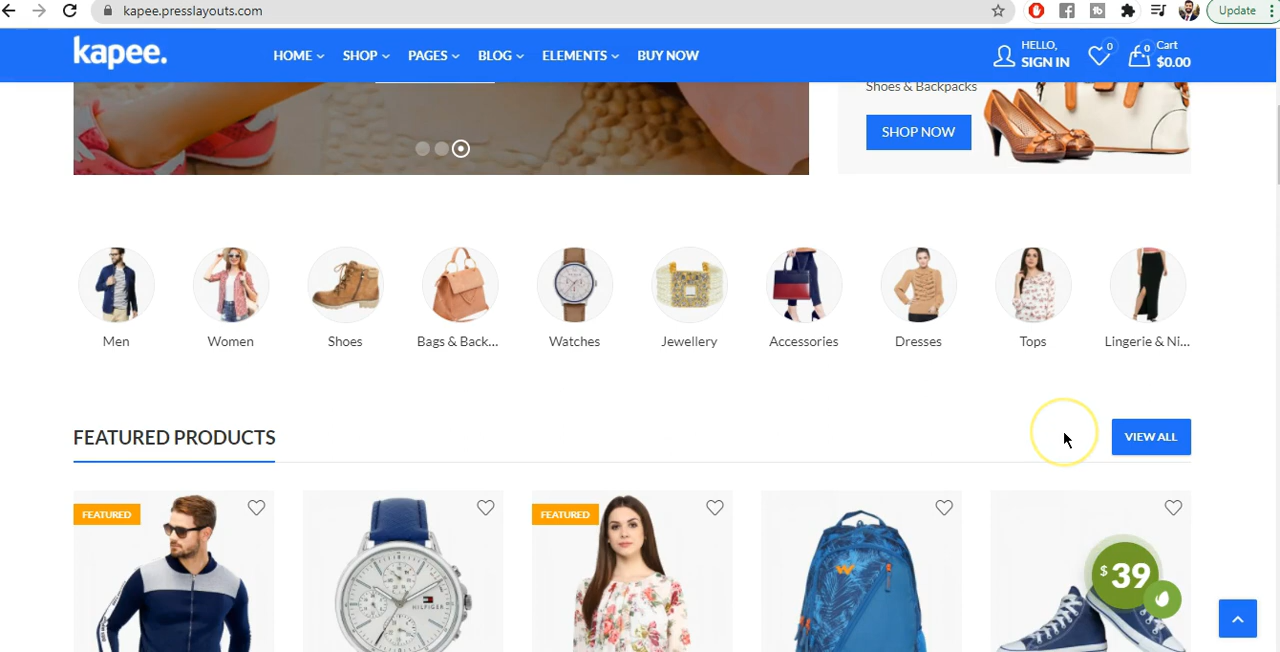 kapee.presslayouts.com
Update
kapee.
HOME
SHOP
PAGES
BLOG
ELEMENTS
BUY NOW
HELLO,
SIGN IN
0
0
Cart
$0.00
Shoes & Backpacks
SHOP NOW
Men
Women
Shoes
Bags & Back...
Watches
Jewellery
Accessories
Dresses
Tops
Lingerie & Ni...
FEATURED PRODUCTS
VIEW ALL
FEATURED
FEATURED
HILFIGER
$39